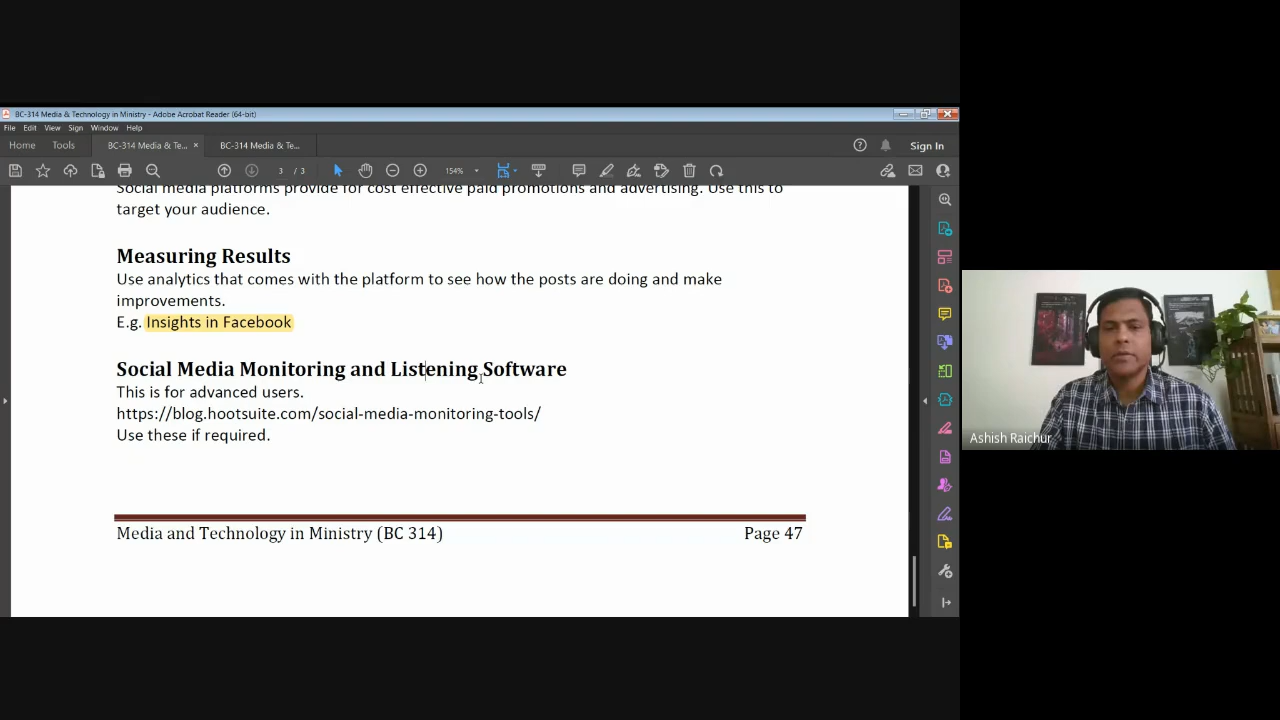 BC-314 Media & Technology in Ministry - Adobe Acrobat Reader (64-bit)
File Edit View Sign Window Help
Home Tools BC-314 Media & Te... × BC-314 Media & Te... Sign In
3 / 3 154%
Social media platforms provide for cost effective paid promotions and advertising. Use this to
target your audience.
Measuring Results
Use analytics that comes with the platform to see how the posts are doing and make
improvements.
E.g. Insights in Facebook
Social Media Monitoring and Listening Software
This is for advanced users.
https://blog.hootsuite.com/social-media-monitoring-tools/
Use these if required.
Media and Technology in Ministry (BC 314) Page 47
Ashish Raichur